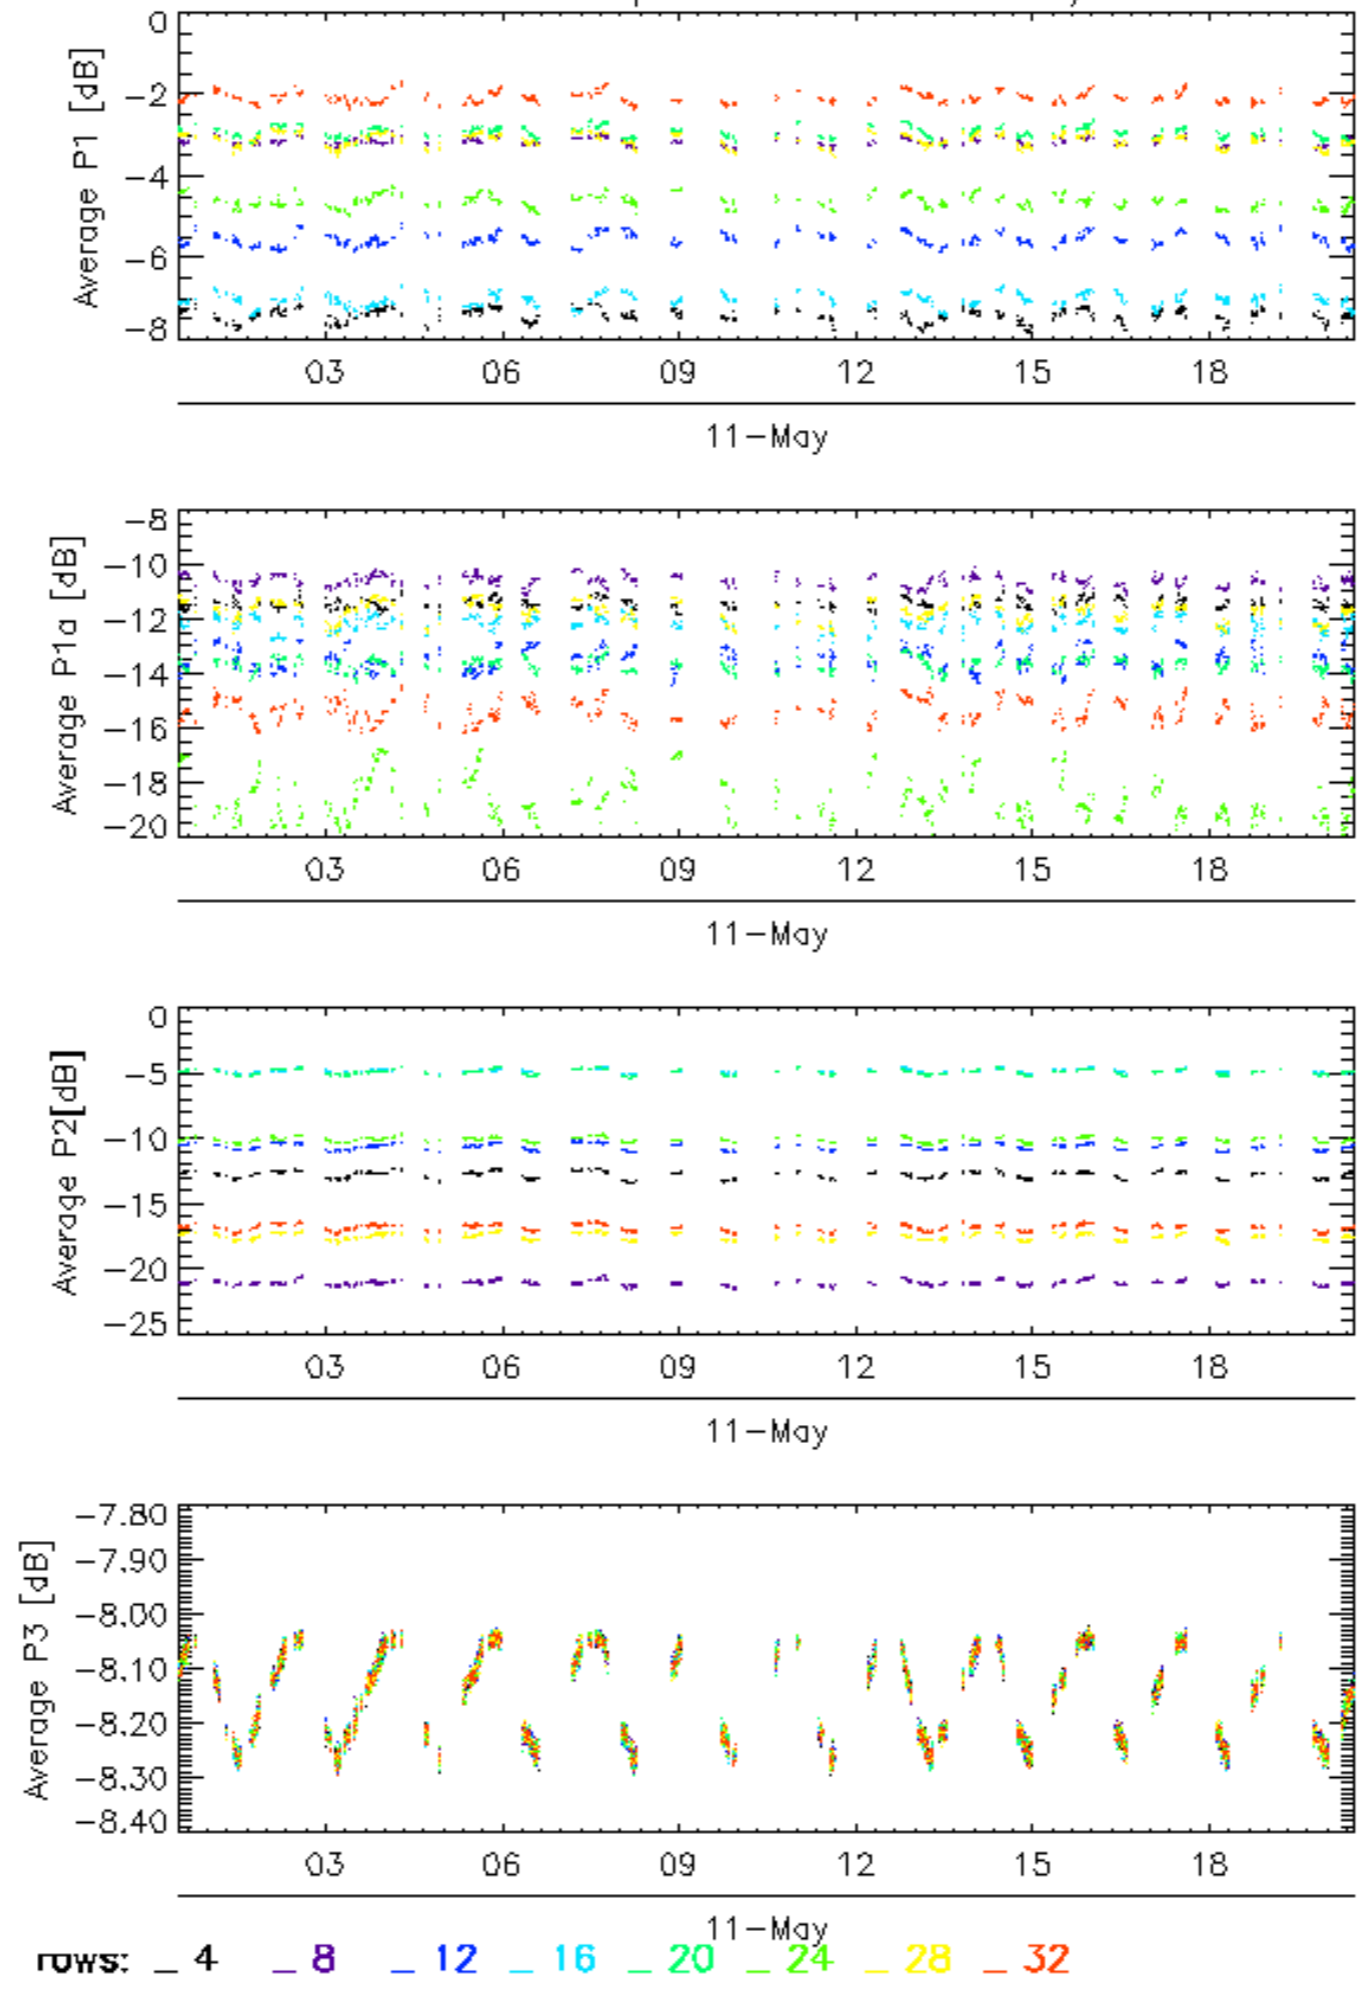 0
-2
-4
-6
-8
Average P1 [dB]
03 06 09 12 15 18
11-May
-8
-10
-12
-14
-16
-18
-20
Average P1a [dB]
03 06 09 12 15 18
11-May
0
-5
-10
-15
-20
-25
Average P2[dB]
03 06 09 12 15 18
11-May
-7.80
-7.90
-8.00
-8.10
-8.20
-8.30
-8.40
Average P3 [dB]
03 06 09 12 15 18
11-May
rows: _ 4 _ 8 _ 12 _ 16 _ 20 _ 24 _ 28 _ 32